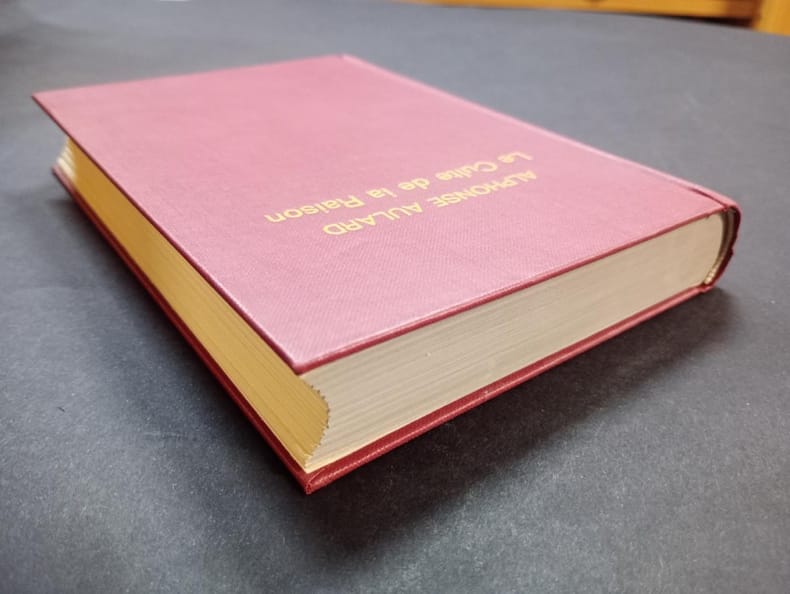 ALPHONSE AULARD
Le Culte de la Raison